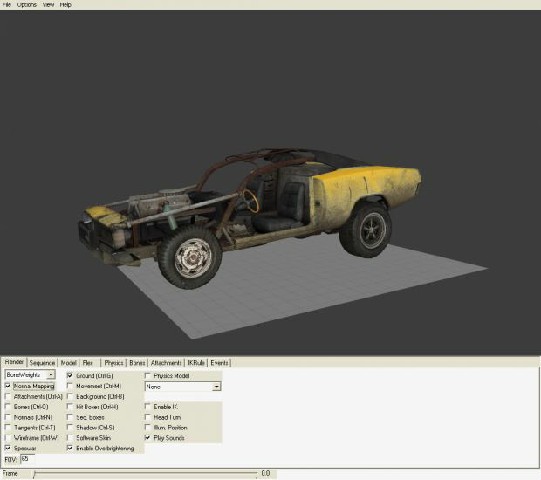 File Options View Help
Render Sequence Model Flex Physics Bones Attachments IKRule Events
BoneWeights Ground (Ctrl-G) Physics Model
Normal Mapping Movement (Ctrl-M) None
Attachments (Ctrl-A) Background (Ctrl-B)
Bones (Ctrl-O) Hit Boxes (Ctrl-H) Enable IK
Normals (Ctrl-N) Seq. boxes Head Turn
Tangents (Ctrl-T) Shadow (Ctrl-S) Illum. Position
Wireframe (Ctrl-W Software Skin Play Sounds
Specular Enable Overbrightening
FOV: 65
Frame 0.0